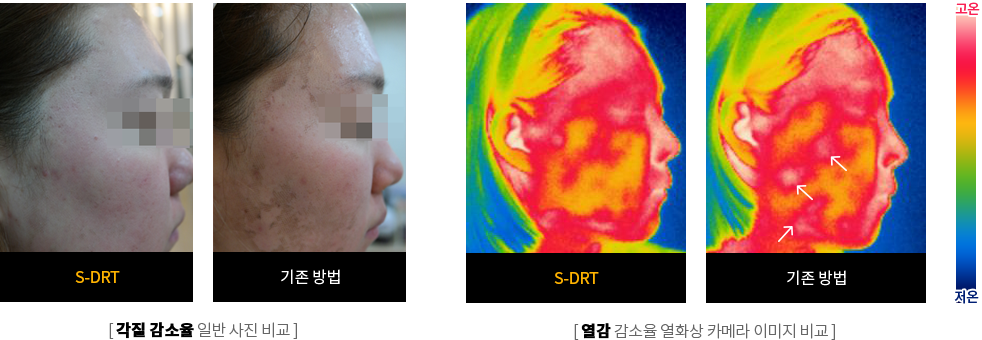 고온
S-DRT
기존 방법
S-DRT
기존 방법
저온
[ 각질 감소율 일반 사진 비교 ]
[ 열감 감소율 열화상 카메라 이미지 비교 ]